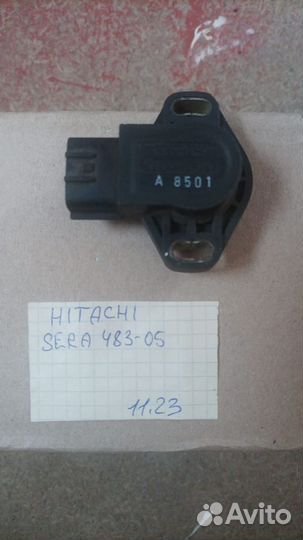 A 8501
HITACHI
SERA 483-05
11.23
Avito